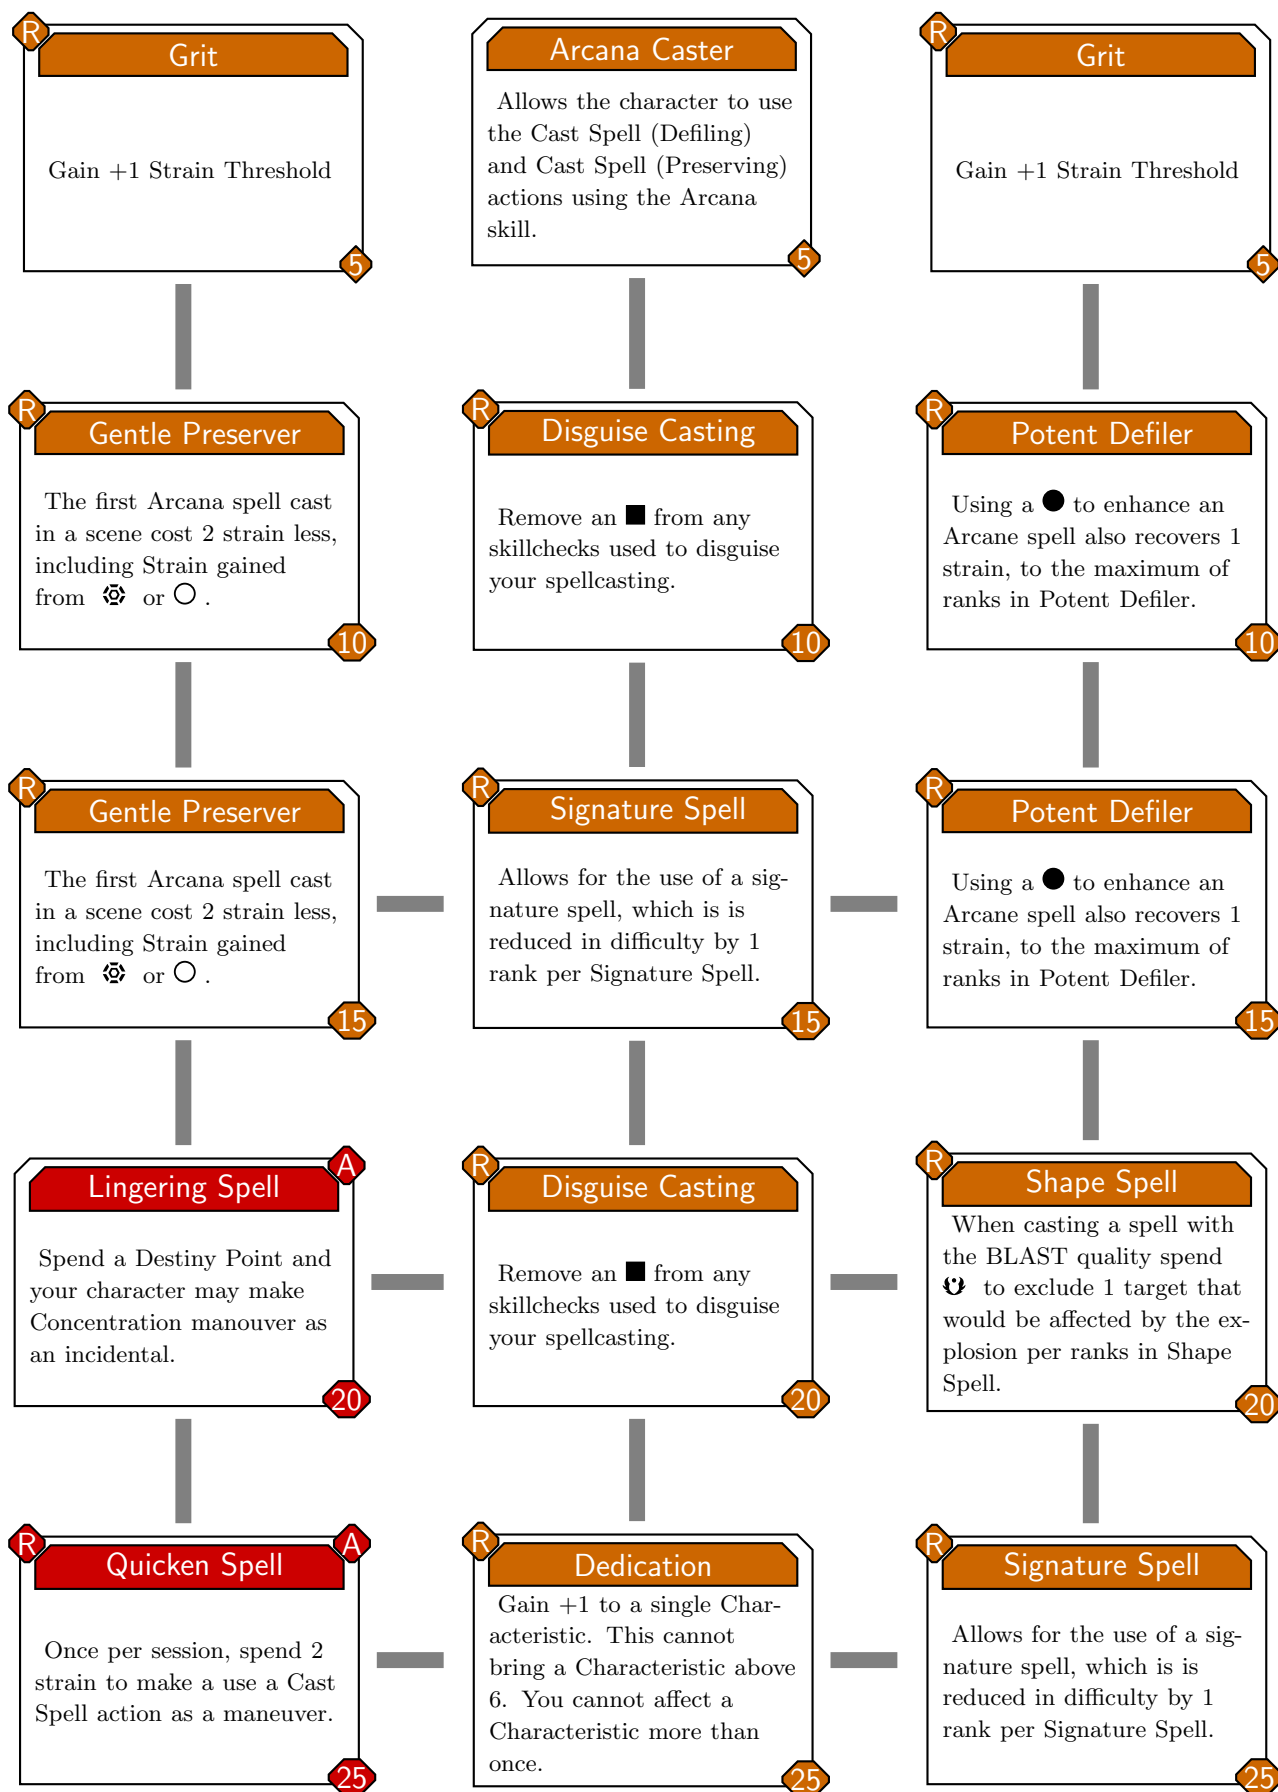 R
Grit
Gain +1 Strain Threshold
5
Arcana Caster
Allows the character to use
the Cast Spell (Defiling)
and Cast Spell (Preserving)
actions using the Arcana
skill.
5
R
Grit
Gain +1 Strain Threshold
5
R
Gentle Preserver
The first Arcana spell cast
in a scene cost 2 strain less,
including Strain gained
from or .
10
R
Disguise Casting
Remove an ■ from any
skillchecks used to disguise
your spellcasting.
10
R
Potent Defiler
Using a ● to enhance an
Arcane spell also recovers 1
strain, to the maximum of
ranks in Potent Defiler.
10
R
Gentle Preserver
The first Arcana spell cast
in a scene cost 2 strain less,
including Strain gained
from or .
15
R
Signature Spell
Allows for the use of a sig-
nature spell, which is is
reduced in difficulty by 1
rank per Signature Spell.
15
R
Potent Defiler
Using a ● to enhance an
Arcane spell also recovers 1
strain, to the maximum of
ranks in Potent Defiler.
15
A
Lingering Spell
Spend a Destiny Point and
your character may make
Concentration manouver as
an incidental.
20
R
Disguise Casting
Remove an ■ from any
skillchecks used to disguise
your spellcasting.
20
R
Shape Spell
When casting a spell with
the BLAST quality spend
to exclude 1 target that
would be affected by the ex-
plosion per ranks in Shape
Spell.
20
R
A
Quicken Spell
Once per session, spend 2
strain to make a use a Cast
Spell action as a maneuver.
25
R
Dedication
Gain +1 to a single Char-
acteristic. This cannot
bring a Characteristic above
6. You cannot affect a
Characteristic more than
once.
25
R
Signature Spell
Allows for the use of a sig-
nature spell, which is is
reduced in difficulty by 1
rank per Signature Spell.
25